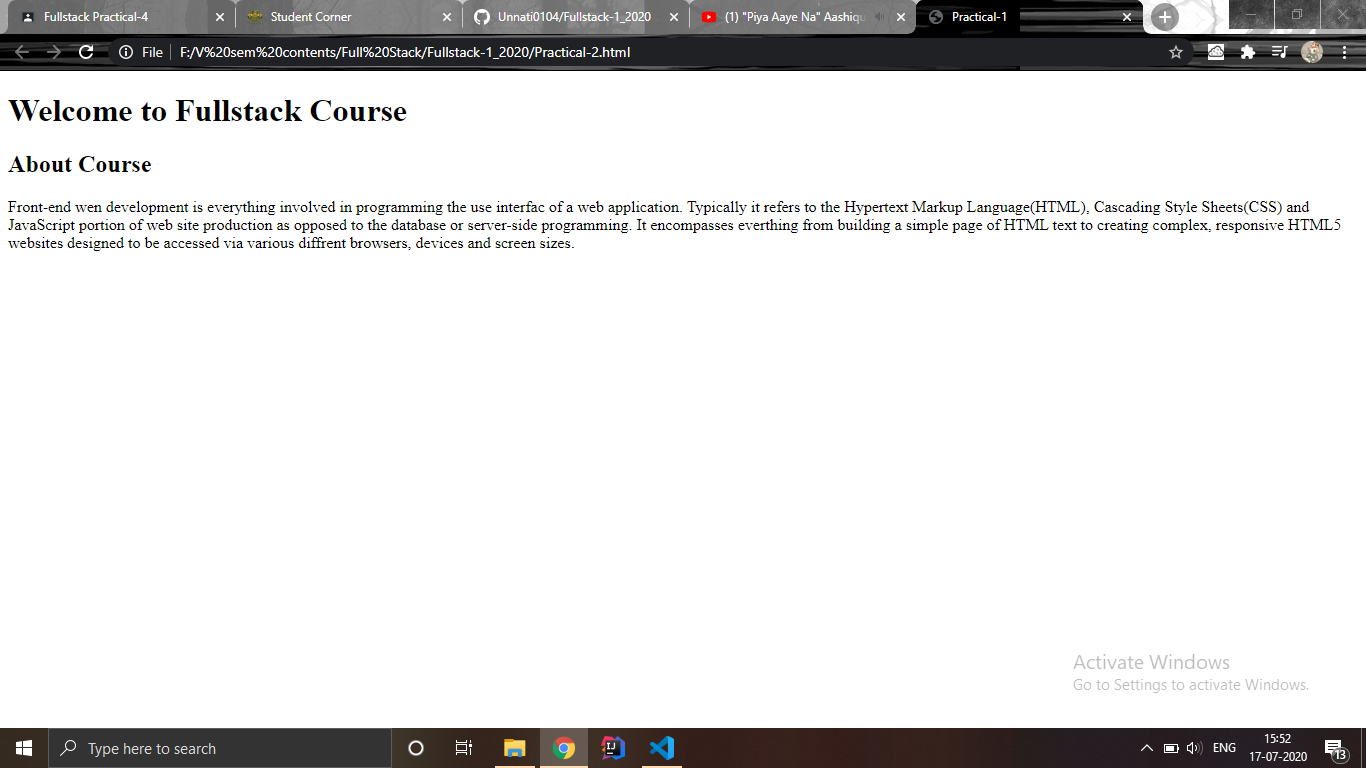 Fullstack Practical-4
Student Corner
Unnati0104/Fullstack-1_2020
(1) "Piya Aaye Na" Aashiqu
Practical-1
File
F:/V%20sem%20contents/Full%20Stack/Fullstack-1_2020/Practical-2.html
Welcome to Fullstack Course
About Course
Front-end wen development is everything involved in programming the use interfac of a web application. Typically it refers to the Hypertext Markup Language(HTML), Cascading Style Sheets(CSS) and
JavaScript portion of web site production as opposed to the database or server-side programming. It encompasses everthing from building a simple page of HTML text to creating complex, responsive HTML5
websites designed to be accessed via various diffrent browsers, devices and screen sizes.
Activate Windows
Go to Settings to activate Windows.
Type here to search
IJ
ENG
15:52
17-07-2020
13